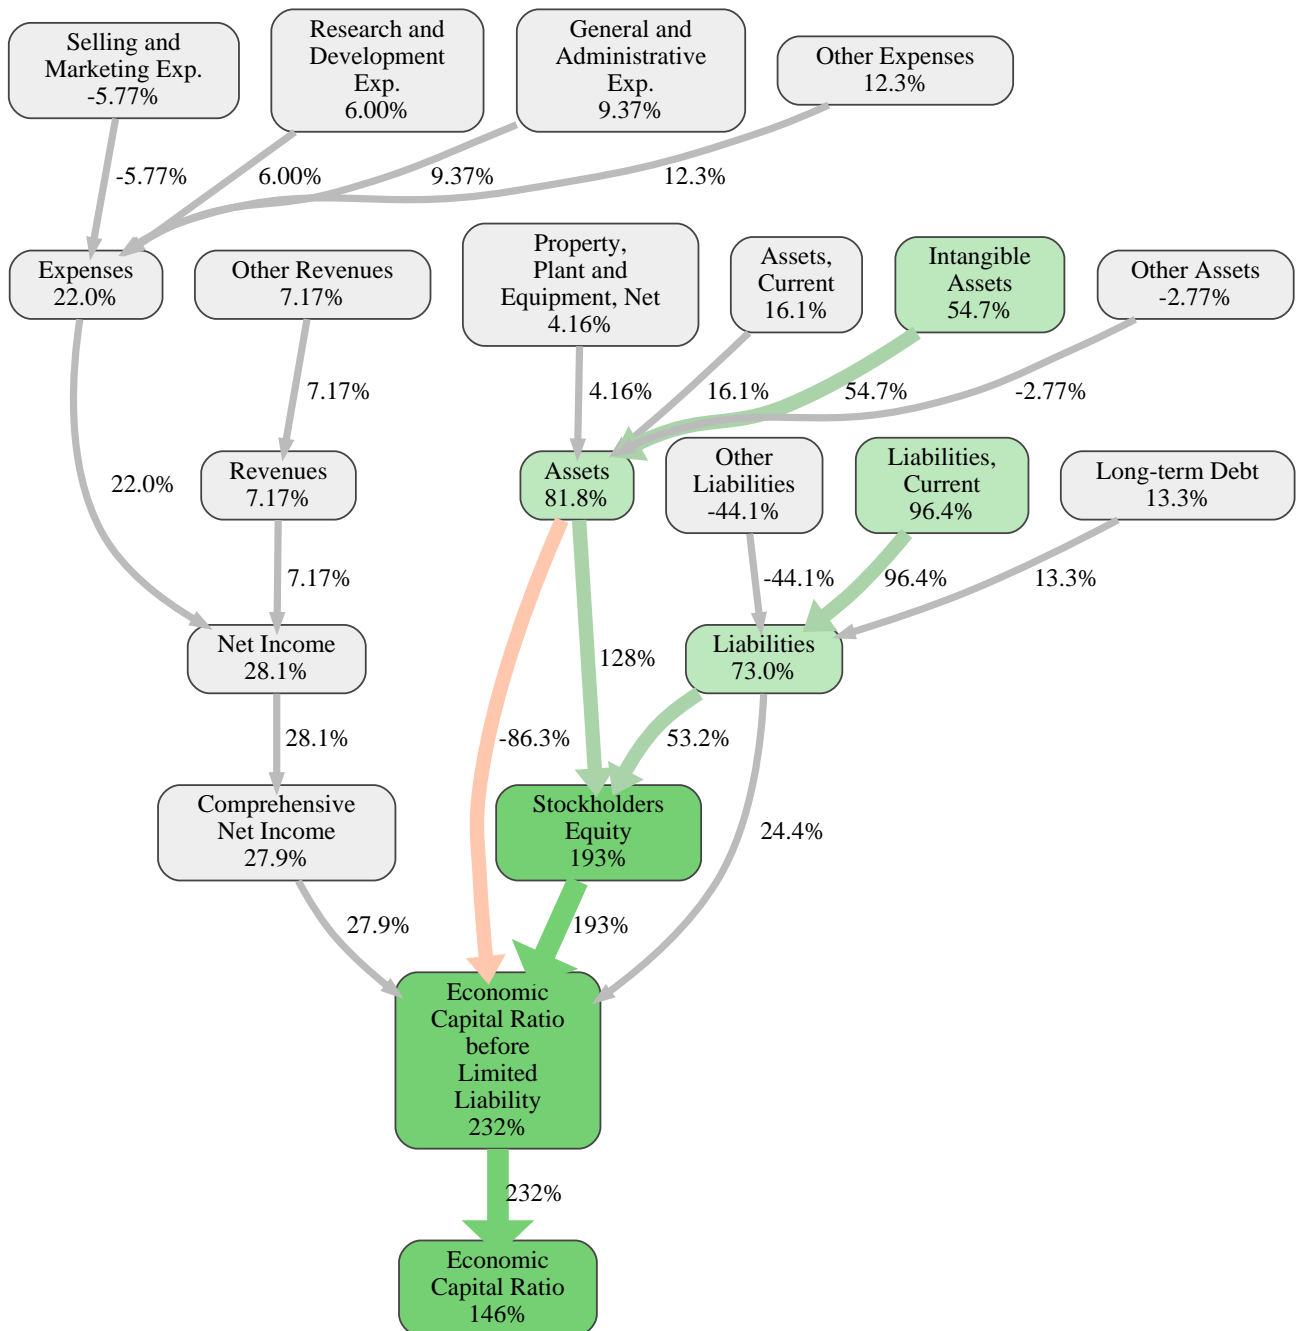 Selling and
Marketing Exp.
-5.77%
Research and
Development
Exp.
6.00%
General and
Administrative
Exp.
9.37%
Other Expenses
12.3%
-5.77%
6.00%
9.37%
12.3%
Expenses
22.0%
Other Revenues
7.17%
Property,
Plant and
Equipment, Net
4.16%
Assets,
Current
16.1%
Intangible
Assets
54.7%
Other Assets
-2.77%
7.17%
4.16%
16.1%
54.7%
-2.77%
22.0%
Revenues
7.17%
Assets
81.8%
Other
Liabilities
-44.1%
Liabilities,
Current
96.4%
Long-term Debt
13.3%
7.17%
-44.1%
96.4%
13.3%
Net Income
28.1%
128%
Liabilities
73.0%
28.1%
-86.3%
53.2%
Comprehensive
Net Income
27.9%
Stockholders
Equity
193%
24.4%
27.9%
193%
Economic
Capital Ratio
before
Limited
Liability
232%
232%
Economic
Capital Ratio
146%